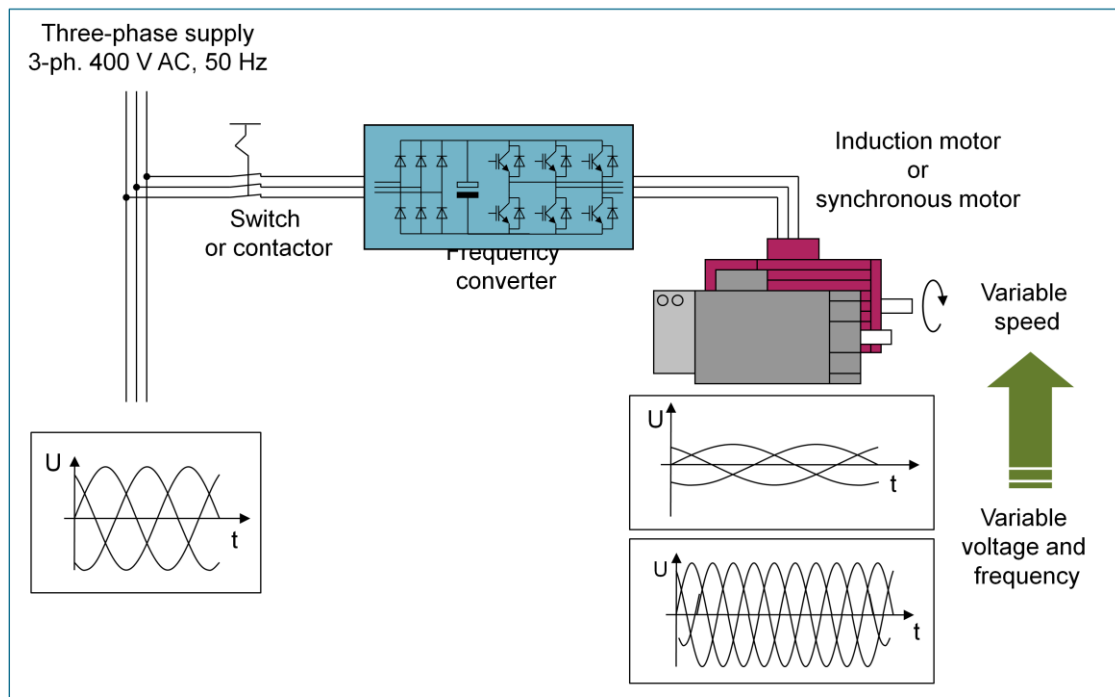 Three-phase supply
3-ph. 400 V AC, 50 Hz
Switch
or contactor
Frequency
converter
Induction motor
or
synchronous motor
Variable
speed
U
t
U
t
U
t
Variable
voltage and
frequency